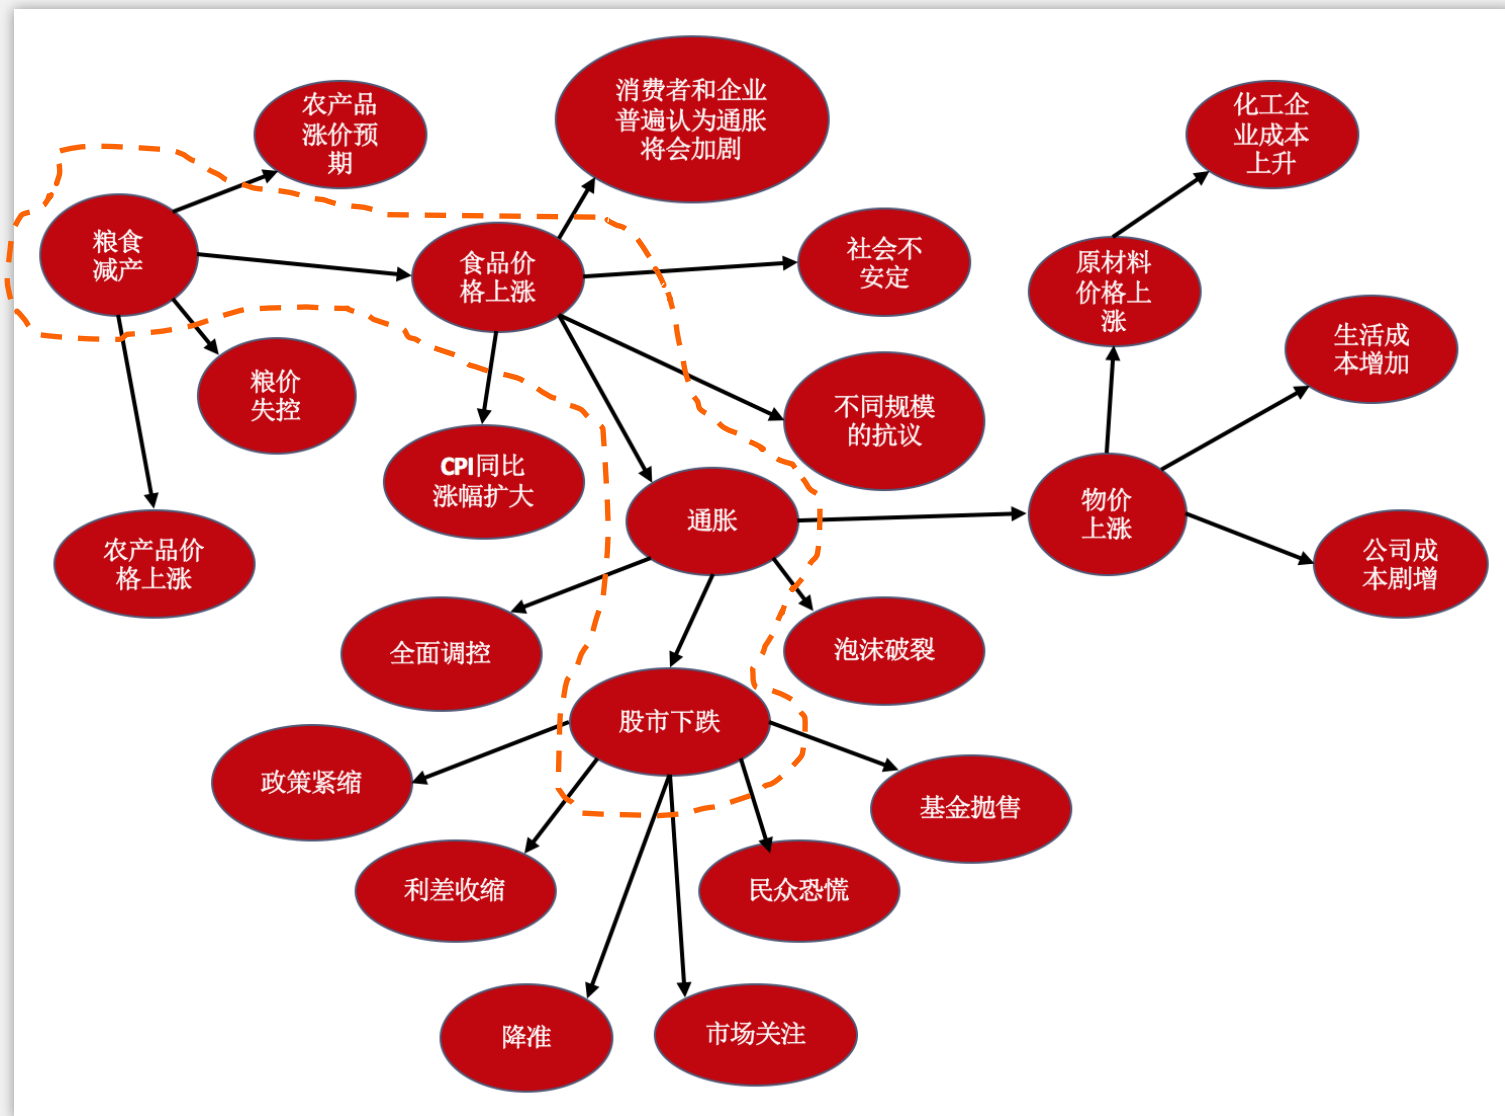 农产品
涨价预
期
消费者和企业
普遍认为通胀
将会加剧
化工企
业成本
上升
粮食
减产
食品价
格上涨
社会不
安定
原材料
价格上
涨
生活成
本增加
粮价
失控
不同规模
的抗议
CPI同比
涨幅扩大
通胀
物价
上涨
农产品价
格上涨
公司成
本剧增
全面调控
泡沫破裂
股市下跌
政策紧缩
基金抛售
利差收缩
民众恐慌
降准
市场关注